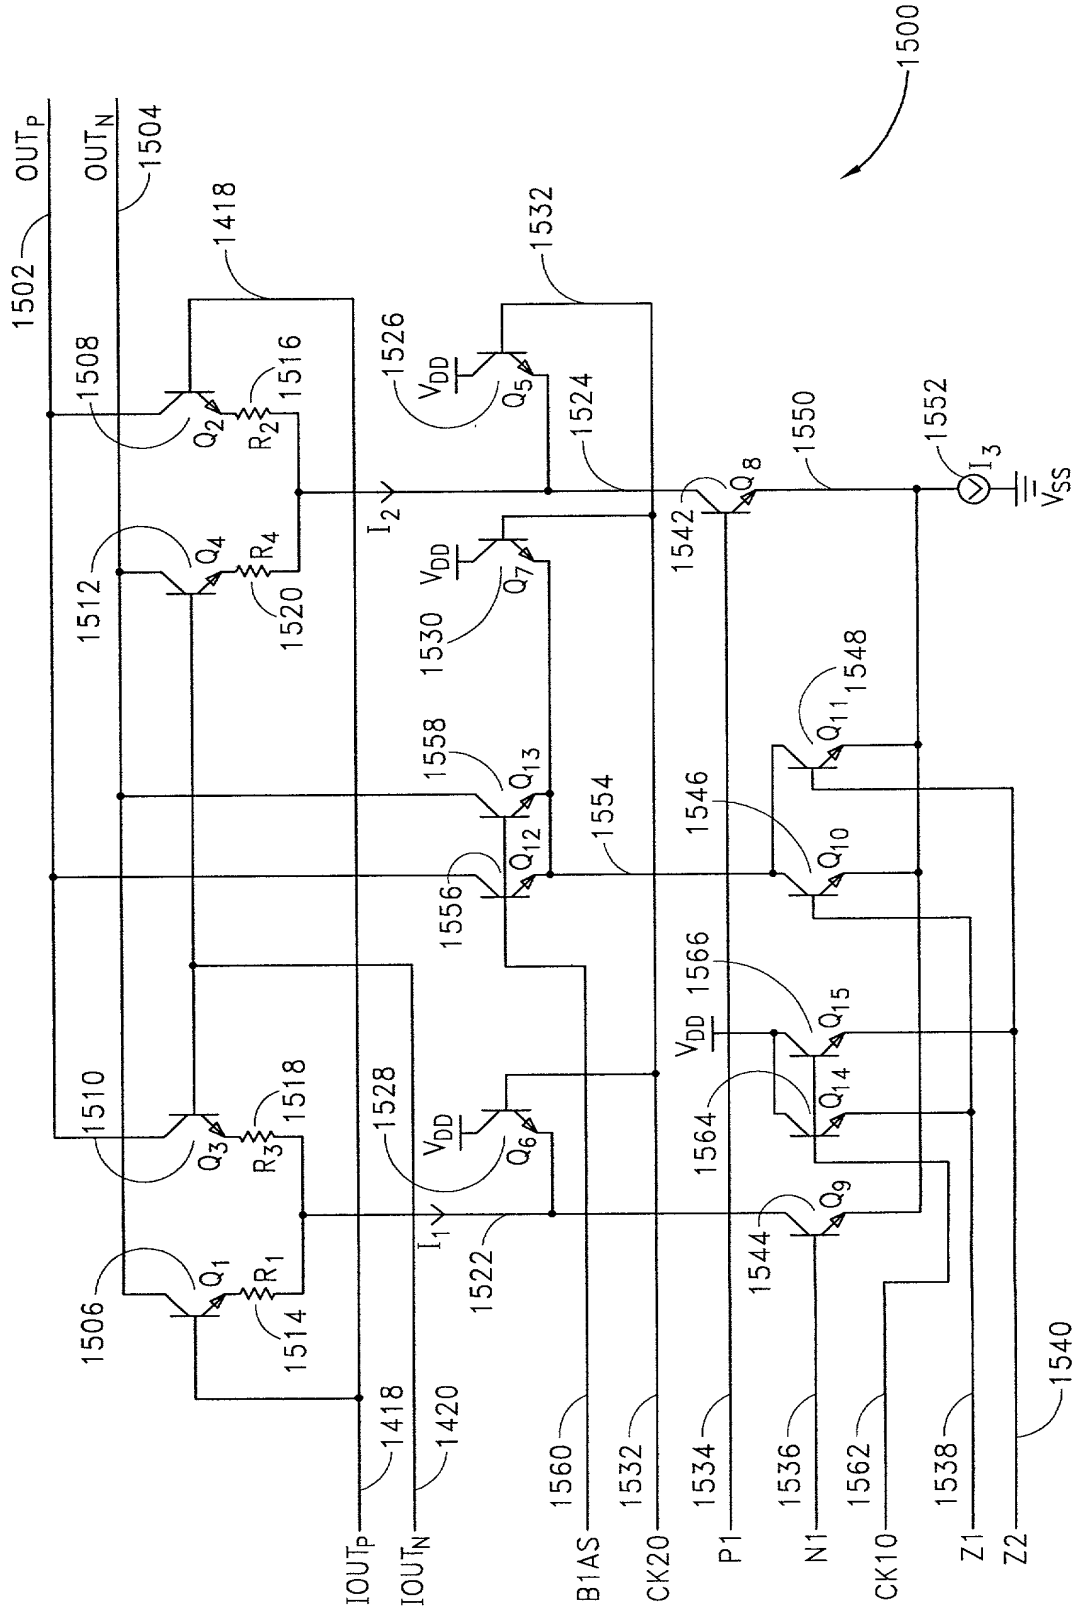 1502
OUTP
OUTN
1504
1500
1506
1510
1512
1508
1418
Q1
Q3
Q4
Q2
R1
R3
R4
R2
1514
1518
1520
1516
I1
I2
IOUTP
1418
IOUTN
1420
1522
1528
VDD
Q6
1556
Q12
1558
Q13
1530
VDD
Q7
1526
VDD
Q5
1532
1524
1554
B1AS
1560
CK20
1532
P1
1534
1542
Q8
1550
1552
I3
VSS
N1
1536
1544
Q9
1564
VDD
Q14
1566
Q15
1546
Q10
1548
Q11
CK10
1562
Z1
1538
Z2
1540